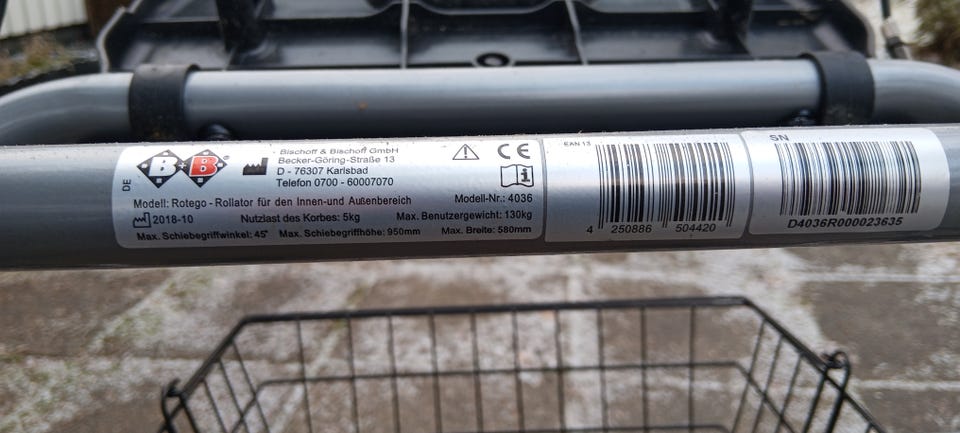 DE
B+B
Bischoff & Bischoff GmbH
Becker-Göring-Straße 13
D - 76307 Karlsbad
Telefon 0700 - 60007070
CE
i
Modell: Rotego - Rollator für den Innen-und Außenbereich
Modell-Nr.: 4036
2018-10
Nutzlast des Korbes: 5kg
Max. Benutzergewicht: 130kg
Max. Schiebegriffwinkel: 45°
Max. Schiebegriffhöhe: 950mm
Max. Breite: 580mm
EAN 13
4 250886 504420
SN
D4036R000023635